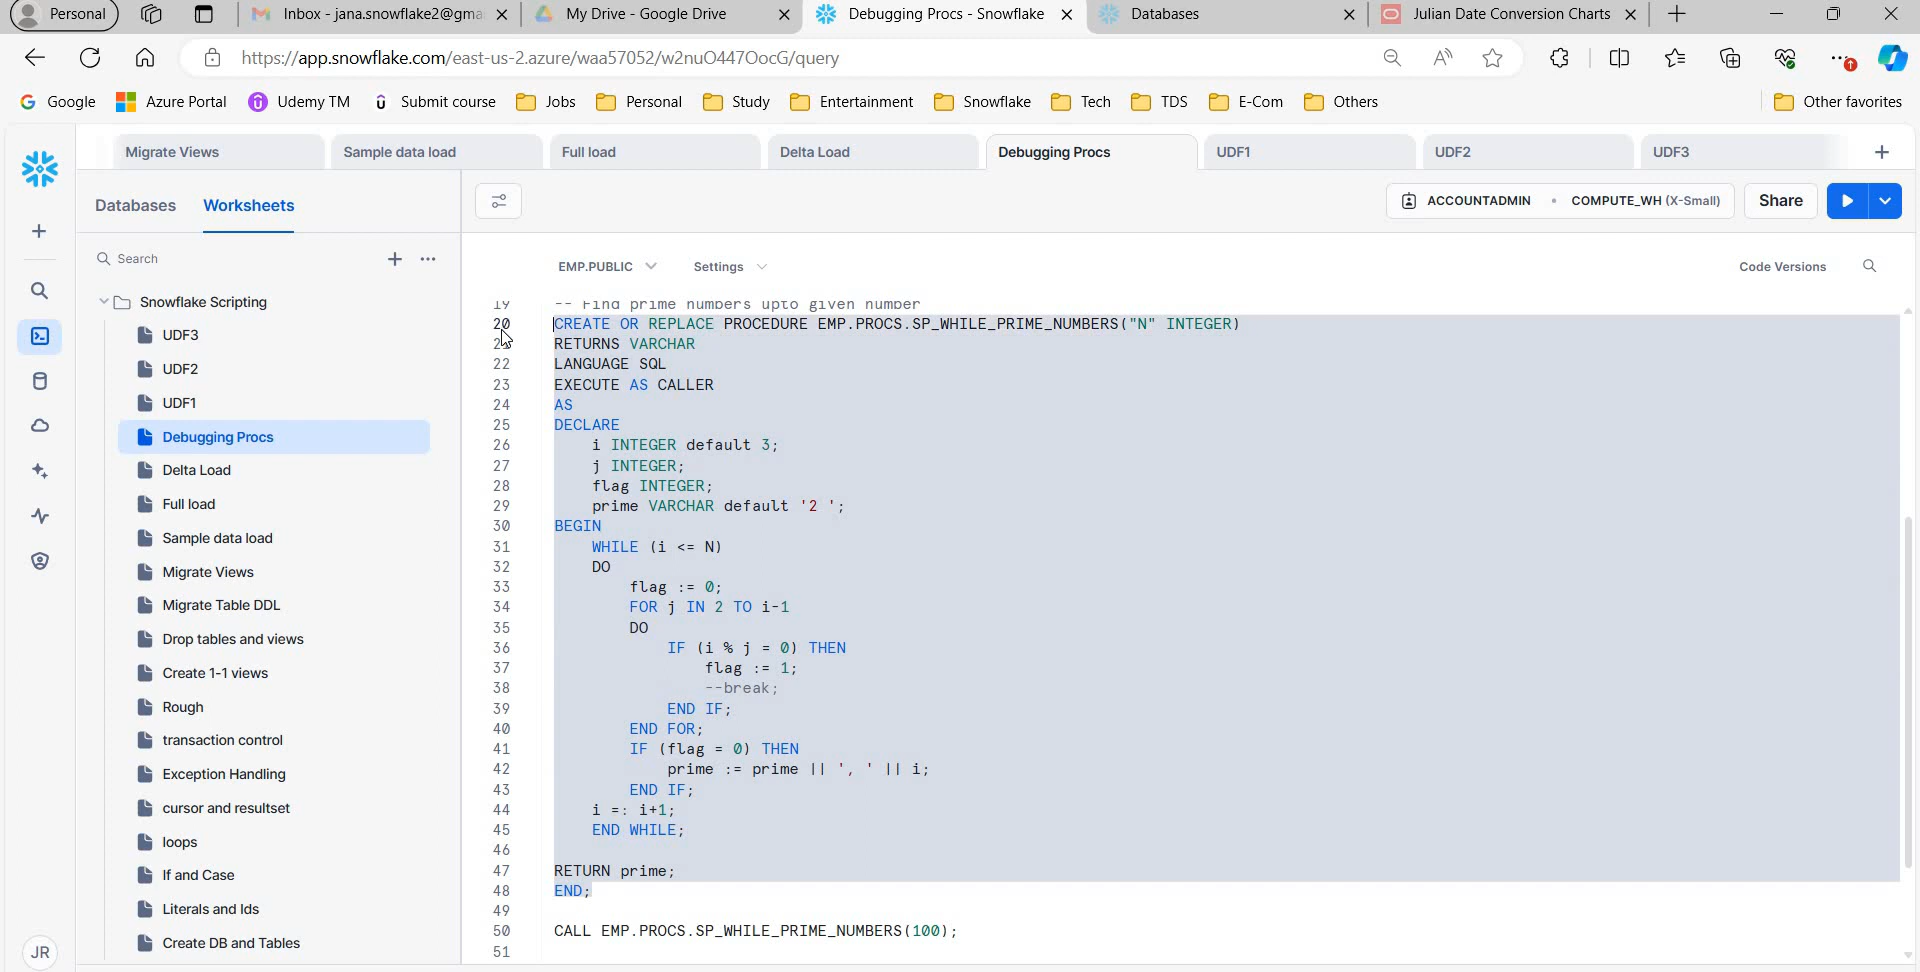 Personal
Inbox - jana.snowflake2@gma
My Drive - Google Drive
Debugging Procs - Snowflake
Databases
Julian Date Conversion Charts
https://app.snowflake.com/east-us-2.azure/waa57052/w2nuO447OocG/query
Google
Azure Portal
Udemy TM
Submit course
Jobs
Personal
Study
Entertainment
Snowflake
Tech
TDS
E-Com
Others
Other favorites
Migrate Views
Sample data load
Full load
Delta Load
Debugging Procs
UDF1
UDF2
UDF3
Databases
Worksheets
ACCOUNTADMIN
COMPUTE_WH (X-Small)
Share
Search
EMP.PUBLIC
Settings
Code Versions
Snowflake Scripting
UDF3
UDF2
UDF1
Debugging Procs
Delta Load
Full load
Sample data load
Migrate Views
Migrate Table DDL
Drop tables and views
Create 1-1 views
Rough
transaction control
Exception Handling
cursor and resultset
loops
If and Case
Literals and Ids
Create DB and Tables
JR
19 -- Find prime numbers upto given number
20 CREATE OR REPLACE PROCEDURE EMP.PROCS.SP_WHILE_PRIME_NUMBERS("N" INTEGER)
21 RETURNS VARCHAR
22 LANGUAGE SQL
23 EXECUTE AS CALLER
24 AS
25 DECLARE
26 i INTEGER default 3;
27 j INTEGER;
28 flag INTEGER;
29 prime VARCHAR default '2 ';
30 BEGIN
31 WHILE (i <= N)
32 DO
33 flag := 0;
34 FOR j IN 2 TO i-1
35 DO
36 IF (i % j = 0) THEN
37 flag := 1;
38 --break;
39 END IF;
40 END FOR;
41 IF (flag = 0) THEN
42 prime := prime || ', ' || i;
43 END IF;
44 i =: i+1;
45 END WHILE;
46
47 RETURN prime;
48 END;
49
50 CALL EMP.PROCS.SP_WHILE_PRIME_NUMBERS(100);
51